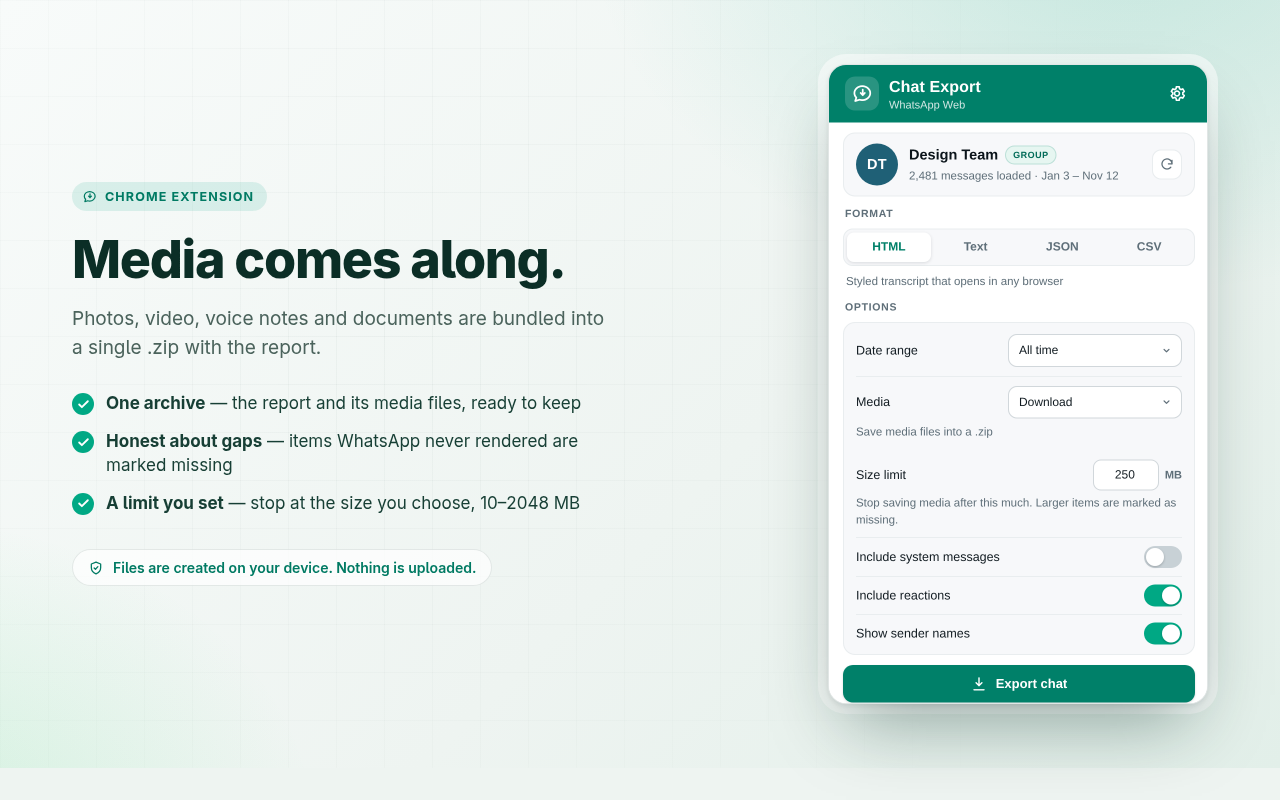 CHROME EXTENSION
Media comes along.
Photos, video, voice notes and documents are bundled into
a single .zip with the report.
One archive — the report and its media files, ready to keep
Honest about gaps — items WhatsApp never rendered are
marked missing
A limit you set — stop at the size you choose, 10–2048 MB
Files are created on your device. Nothing is uploaded.
Chat Export
WhatsApp Web
DT
Design Team GROUP
2,481 messages loaded · Jan 3 – Nov 12
FORMAT
HTML Text JSON CSV
Styled transcript that opens in any browser
OPTIONS
Date range All time
Media Download
Save media files into a .zip
Size limit 250 MB
Stop saving media after this much. Larger items are marked as
missing.
Include system messages
Include reactions
Show sender names
Export chat